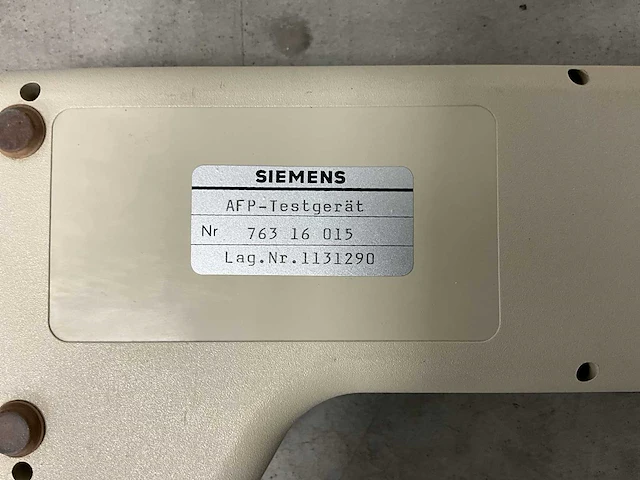 SIEMENS
AFP-Testgerät
Nr 763 16 015
Lag.Nr.1131290